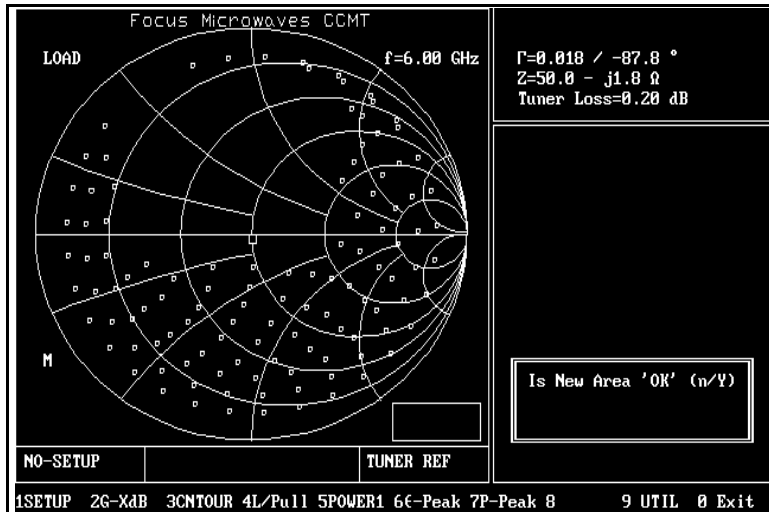 Focus Microwaves CCMT
LOAD
f=6.00 GHz
Γ=0.018 / -87.8 °
Z=50.0 - j1.8 Ω
Tuner Loss=0.20 dB
M
Is New Area 'OK' (n/Y)
NO-SETUP
TUNER REF
1SETUP 2G-XdB 3CNTOUR 4L/Pull 5POWER1 6€-Peak 7P-Peak 8 9 UTIL 0 Exit